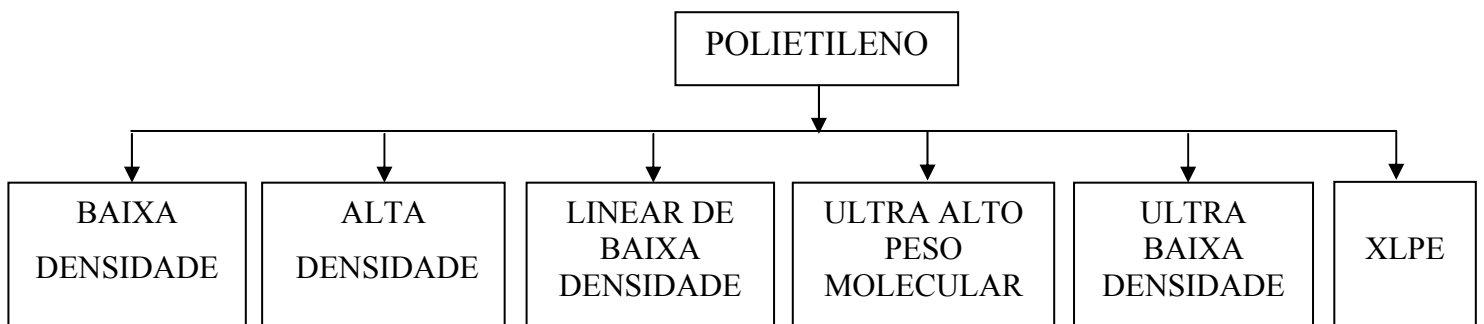 POLIETILENO
BAIXA
DENSIDADE
ALTA
DENSIDADE
LINEAR DE
BAIXA
DENSIDADE
ULTRA ALTO
PESO
MOLECULAR
ULTRA
BAIXA
DENSIDADE
XLPE